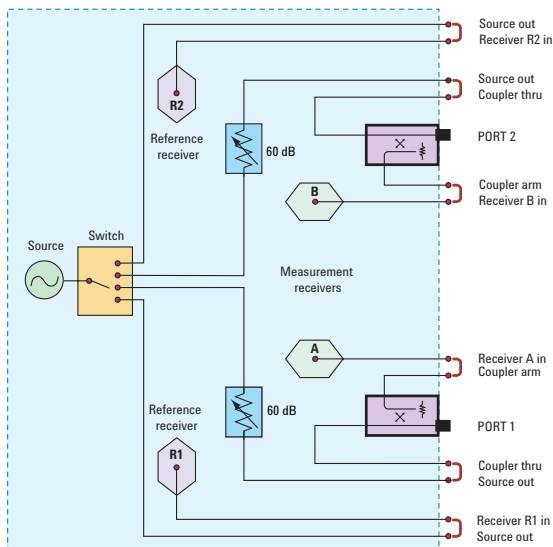 Source out
Receiver R2 in
R2
Reference
receiver
Source out
Coupler thru
60 dB
PORT 2
B
Coupler arm
Receiver B in
Source
Switch
Measurement
receivers
A
Receiver A in
Coupler arm
Reference
receiver
60 dB
PORT 1
R1
Coupler thru
Source out
Receiver R1 in
Source out